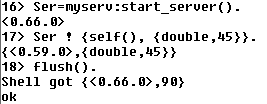 16> Ser=myserv:start_server().
<0.66.0>
17> Ser ! {self(), {double,45}}.
{<0.59.0>,{double,45}}
18> flush().
Shell got {<0.66.0>,90}
ok